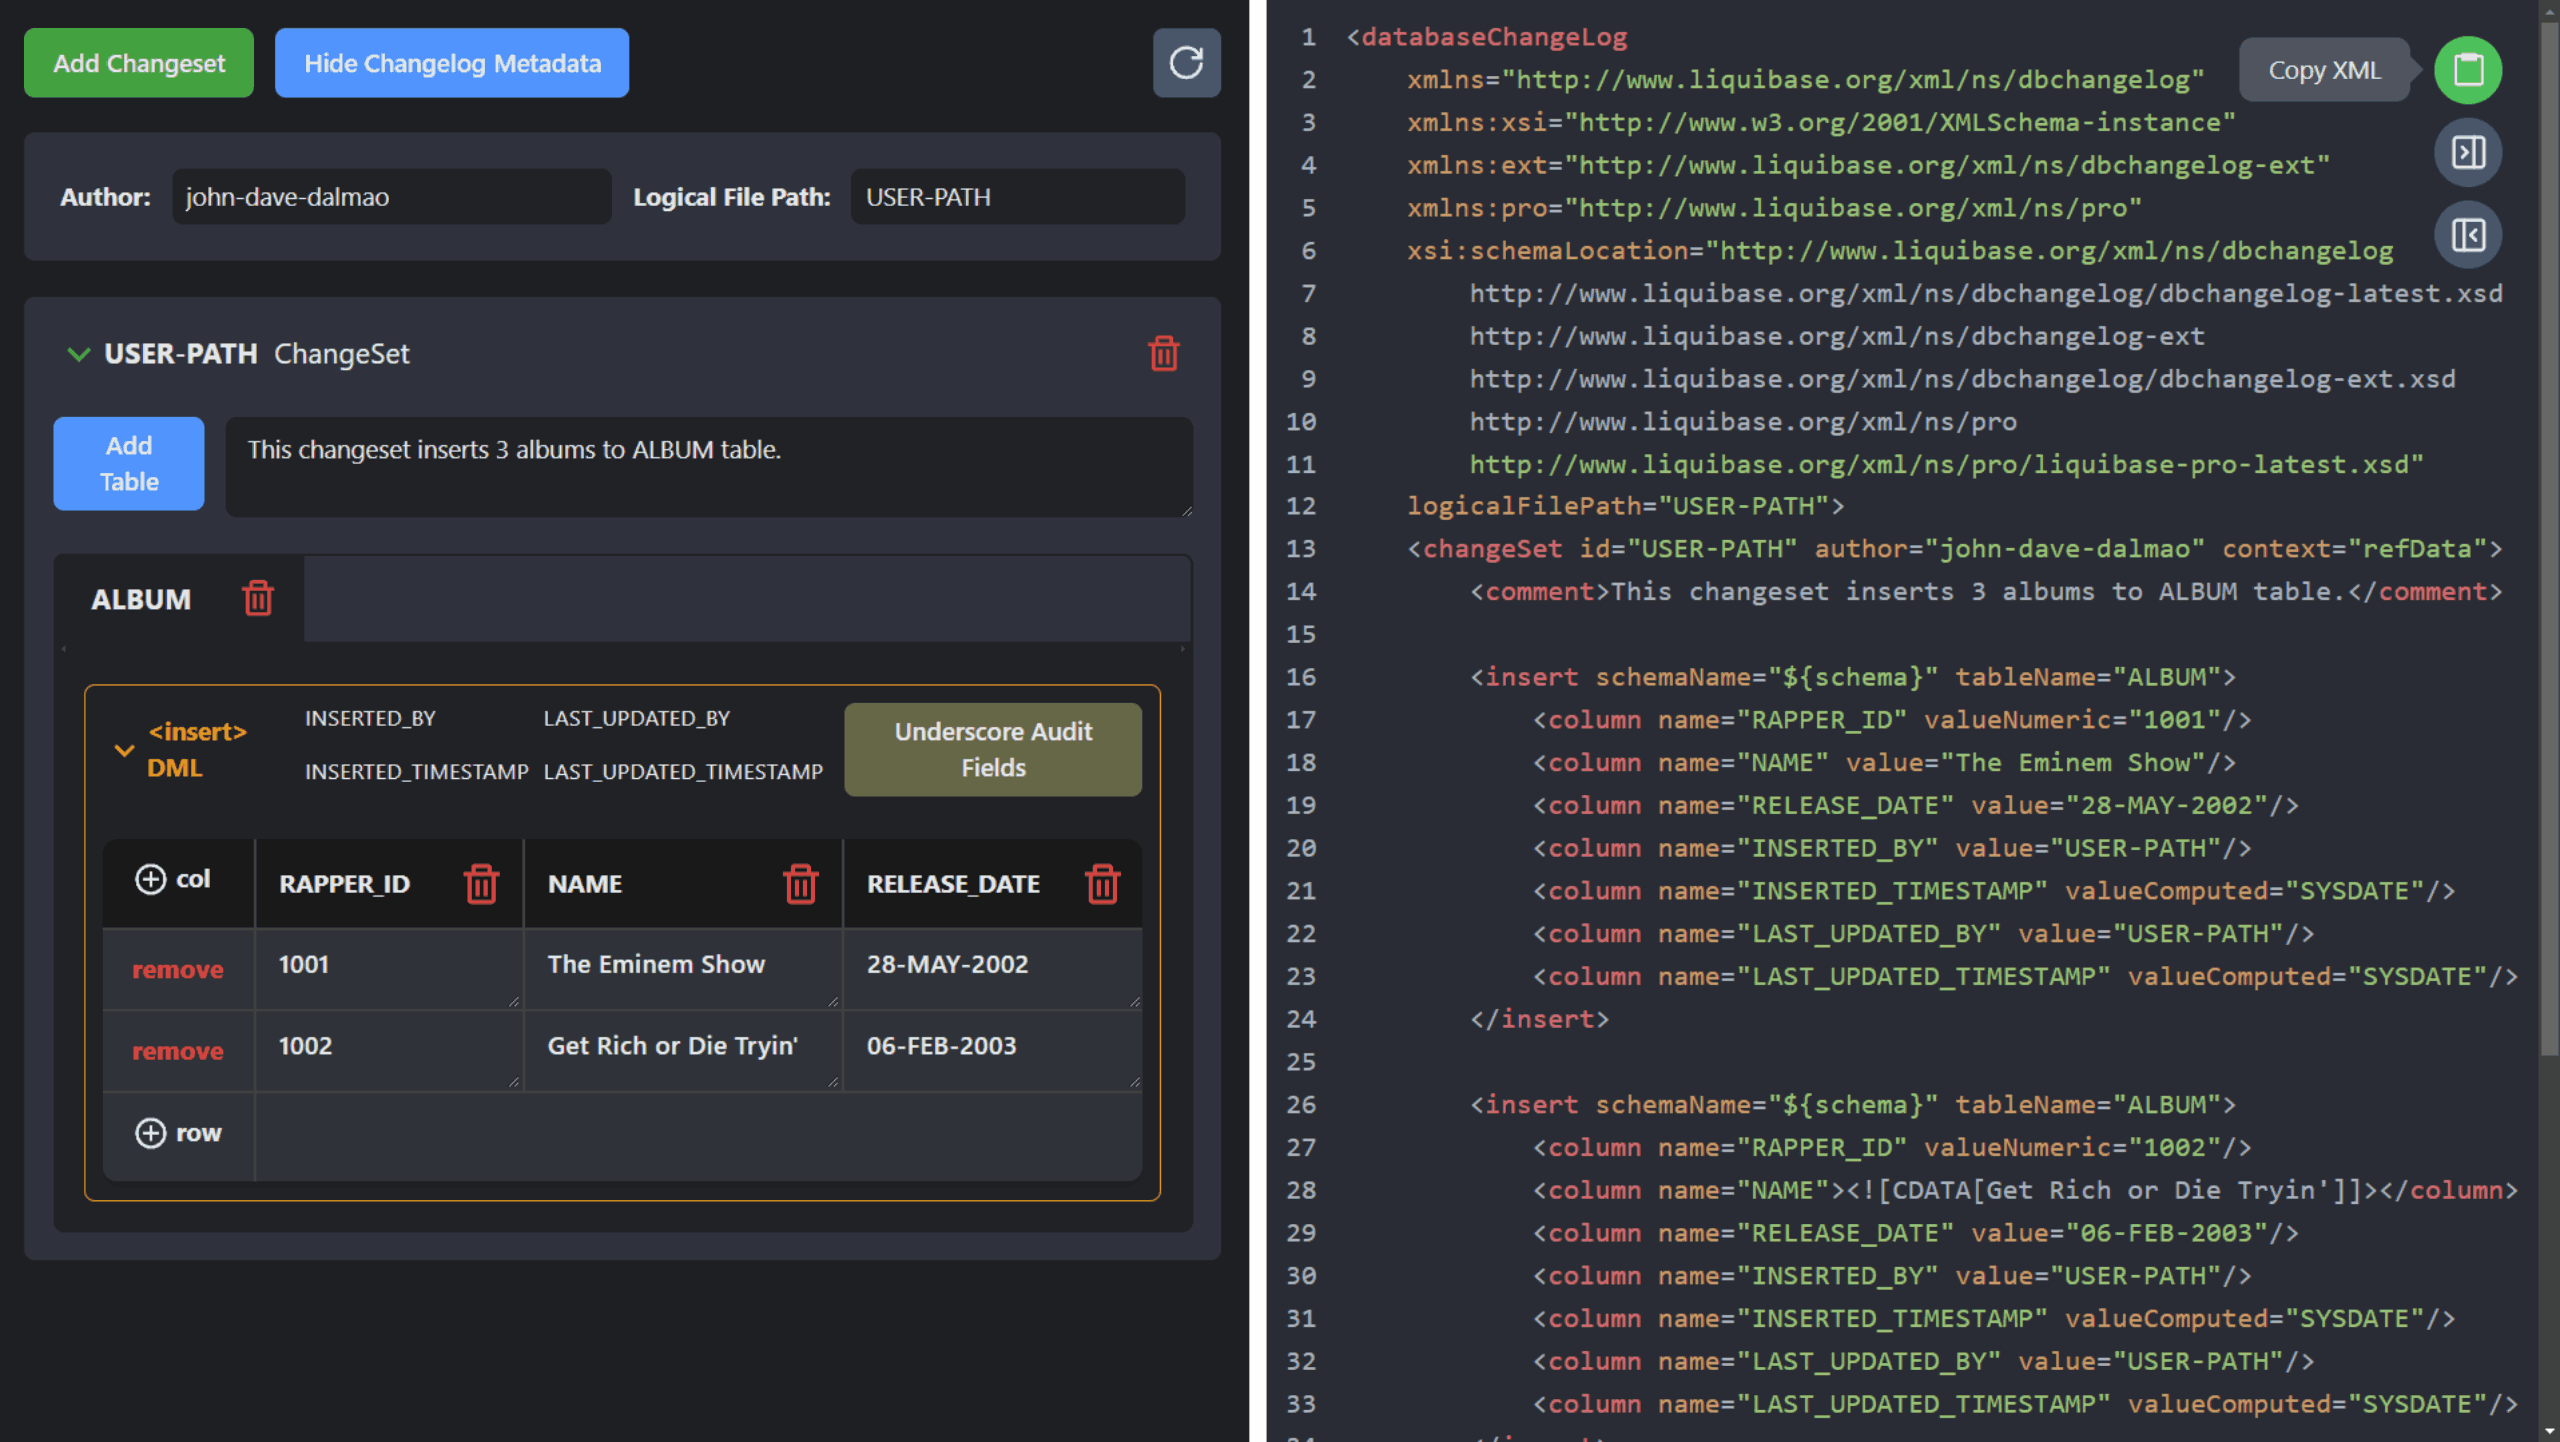 Add Changeset
Hide Changelog Metadata
Author:
john-dave-dalmao
Logical File Path:
USER-PATH
USER-PATH ChangeSet
Add
Table
This changeset inserts 3 albums to ALBUM table.
ALBUM
<insert>
DML
INSERTED_BY
LAST_UPDATED_BY
INSERTED_TIMESTAMP
LAST_UPDATED_TIMESTAMP
Underscore Audit
Fields
col
RAPPER_ID
NAME
RELEASE_DATE
remove
1001
The Eminem Show
28-MAY-2002
remove
1002
Get Rich or Die Tryin'
06-FEB-2003
row
Copy XML
1 <databaseChangeLog
2 xmlns="http://www.liquibase.org/xml/ns/dbchangelog"
3 xmlns:xsi="http://www.w3.org/2001/XMLSchema-instance"
4 xmlns:ext="http://www.liquibase.org/xml/ns/dbchangelog-ext"
5 xmlns:pro="http://www.liquibase.org/xml/ns/pro"
6 xsi:schemaLocation="http://www.liquibase.org/xml/ns/dbchangelog
7 http://www.liquibase.org/xml/ns/dbchangelog/dbchangelog-latest.xsd
8 http://www.liquibase.org/xml/ns/dbchangelog-ext
9 http://www.liquibase.org/xml/ns/dbchangelog/dbchangelog-ext.xsd
10 http://www.liquibase.org/xml/ns/pro
11 http://www.liquibase.org/xml/ns/pro/liquibase-pro-latest.xsd"
12 logicalFilePath="USER-PATH">
13 <changeSet id="USER-PATH" author="john-dave-dalmao" context="refData">
14 <comment>This changeset inserts 3 albums to ALBUM table.</comment>
15
16 <insert schemaName="${schema}" tableName="ALBUM">
17 <column name="RAPPER_ID" valueNumeric="1001"/>
18 <column name="NAME" value="The Eminem Show"/>
19 <column name="RELEASE_DATE" value="28-MAY-2002"/>
20 <column name="INSERTED_BY" value="USER-PATH"/>
21 <column name="INSERTED_TIMESTAMP" valueComputed="SYSDATE"/>
22 <column name="LAST_UPDATED_BY" value="USER-PATH"/>
23 <column name="LAST_UPDATED_TIMESTAMP" valueComputed="SYSDATE"/>
24 </insert>
25
26 <insert schemaName="${schema}" tableName="ALBUM">
27 <column name="RAPPER_ID" valueNumeric="1002"/>
28 <column name="NAME"><![CDATA[Get Rich or Die Tryin']]></column>
29 <column name="RELEASE_DATE" value="06-FEB-2003"/>
30 <column name="INSERTED_BY" value="USER-PATH"/>
31 <column name="INSERTED_TIMESTAMP" valueComputed="SYSDATE"/>
32 <column name="LAST_UPDATED_BY" value="USER-PATH"/>
33 <column name="LAST_UPDATED_TIMESTAMP" valueComputed="SYSDATE"/>